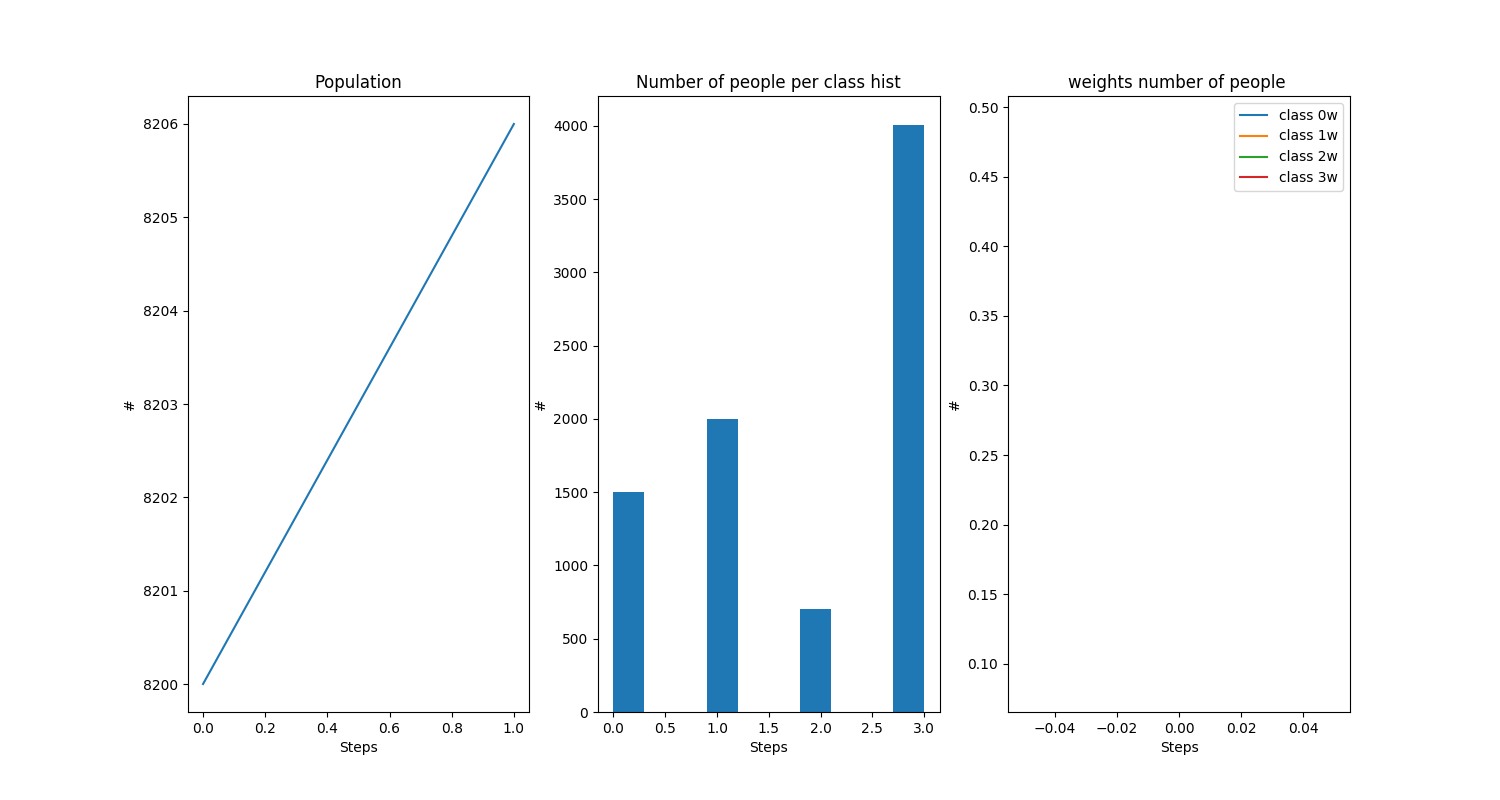 Population
8206
8205
8204
8203
8202
8201
8200
#
0.0 0.2 0.4 0.6 0.8 1.0
Steps
Number of people per class hist
4000
3500
3000
2500
2000
1500
1000
500
0
#
0.0 0.5 1.0 1.5 2.0 2.5 3.0
Steps
weights number of people
0.50
0.45
0.40
0.35
0.30
0.25
0.20
0.15
0.10
#
class 0w
class 1w
class 2w
class 3w
−0.04 −0.02 0.00 0.02 0.04
Steps